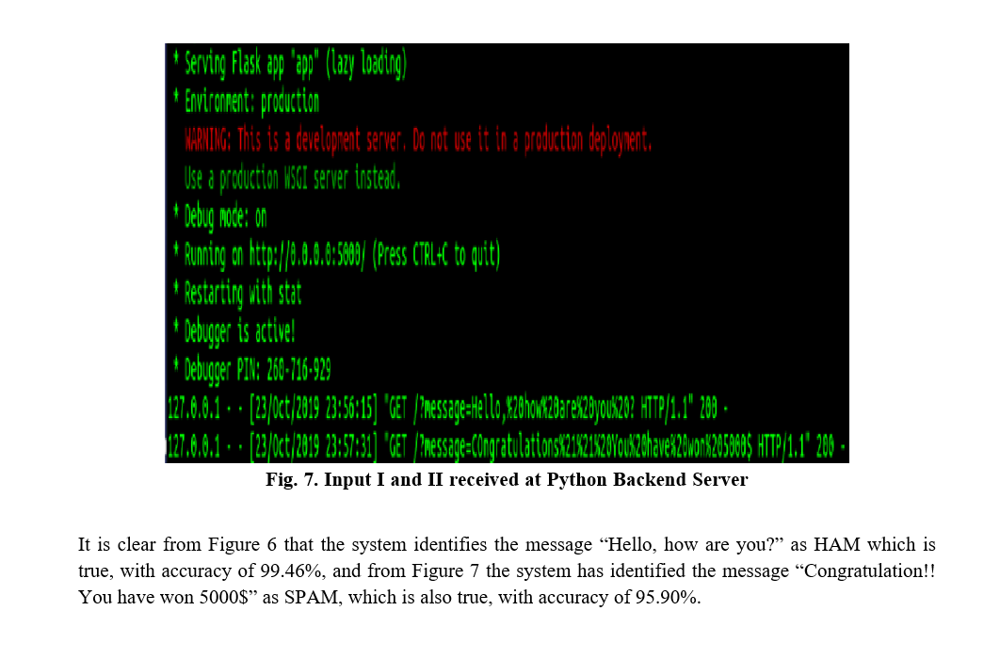 * Serving Flask app "app" (lazy loading)
* Environment: production
WARNING: This is a development server. Do not use it in a production deployment.
Use a production WSGI server instead.
* Debug mode: on
* Running on http://0.0.0.0:5000/ (Press CTRL+C to quit)
* Restarting with stat
* Debugger is active!
* Debugger PIN: 260-716-929
127.0.0.1 - - [23/Oct/2019 23:56:15] "GET /?message=Hello,%20how%20are%20you%20? HTTP/1.1" 200 -
127.0.0.1 - - [23/Oct/2019 23:57:31] "GET /?message=C0ngratulations%21%21%20You%20have%20won%205000$ HTTP/1.1" 200 -
Fig. 7. Input I and II received at Python Backend Server
It is clear from Figure 6 that the system identifies the message “Hello, how are you?” as HAM which is
true, with accuracy of 99.46%, and from Figure 7 the system has identified the message “Congratulation!!
You have won 5000$” as SPAM, which is also true, with accuracy of 95.90%.